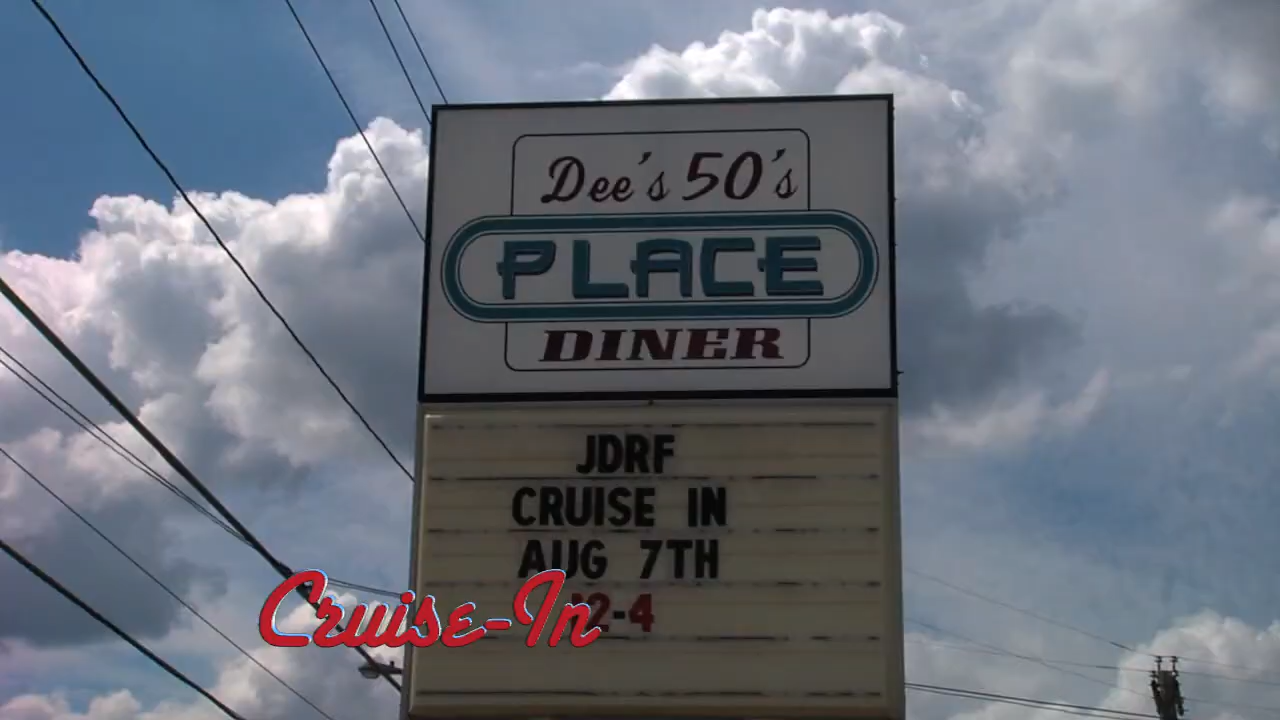 Dee's 50's
PLACE
DINER
JDRF
CRUISE IN
AUG 7TH
12-4
Cruise-In